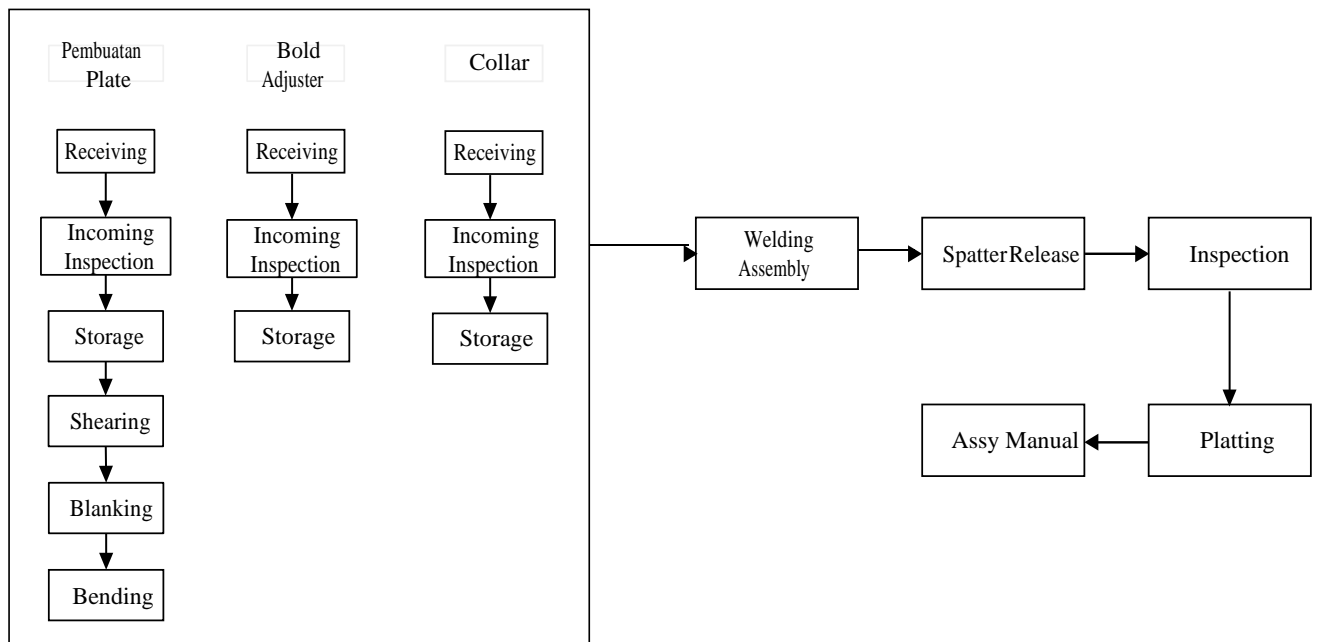 Pembuatan
Plate
Bold
Adjuster
Collar
Receiving
Incoming
Inspection
Storage
Shearing
Blanking
Bending
Receiving
Incoming
Inspection
Storage
Receiving
Incoming
Inspection
Storage
Welding
Assembly
SpatterRelease
Inspection
Platting
Assy Manual